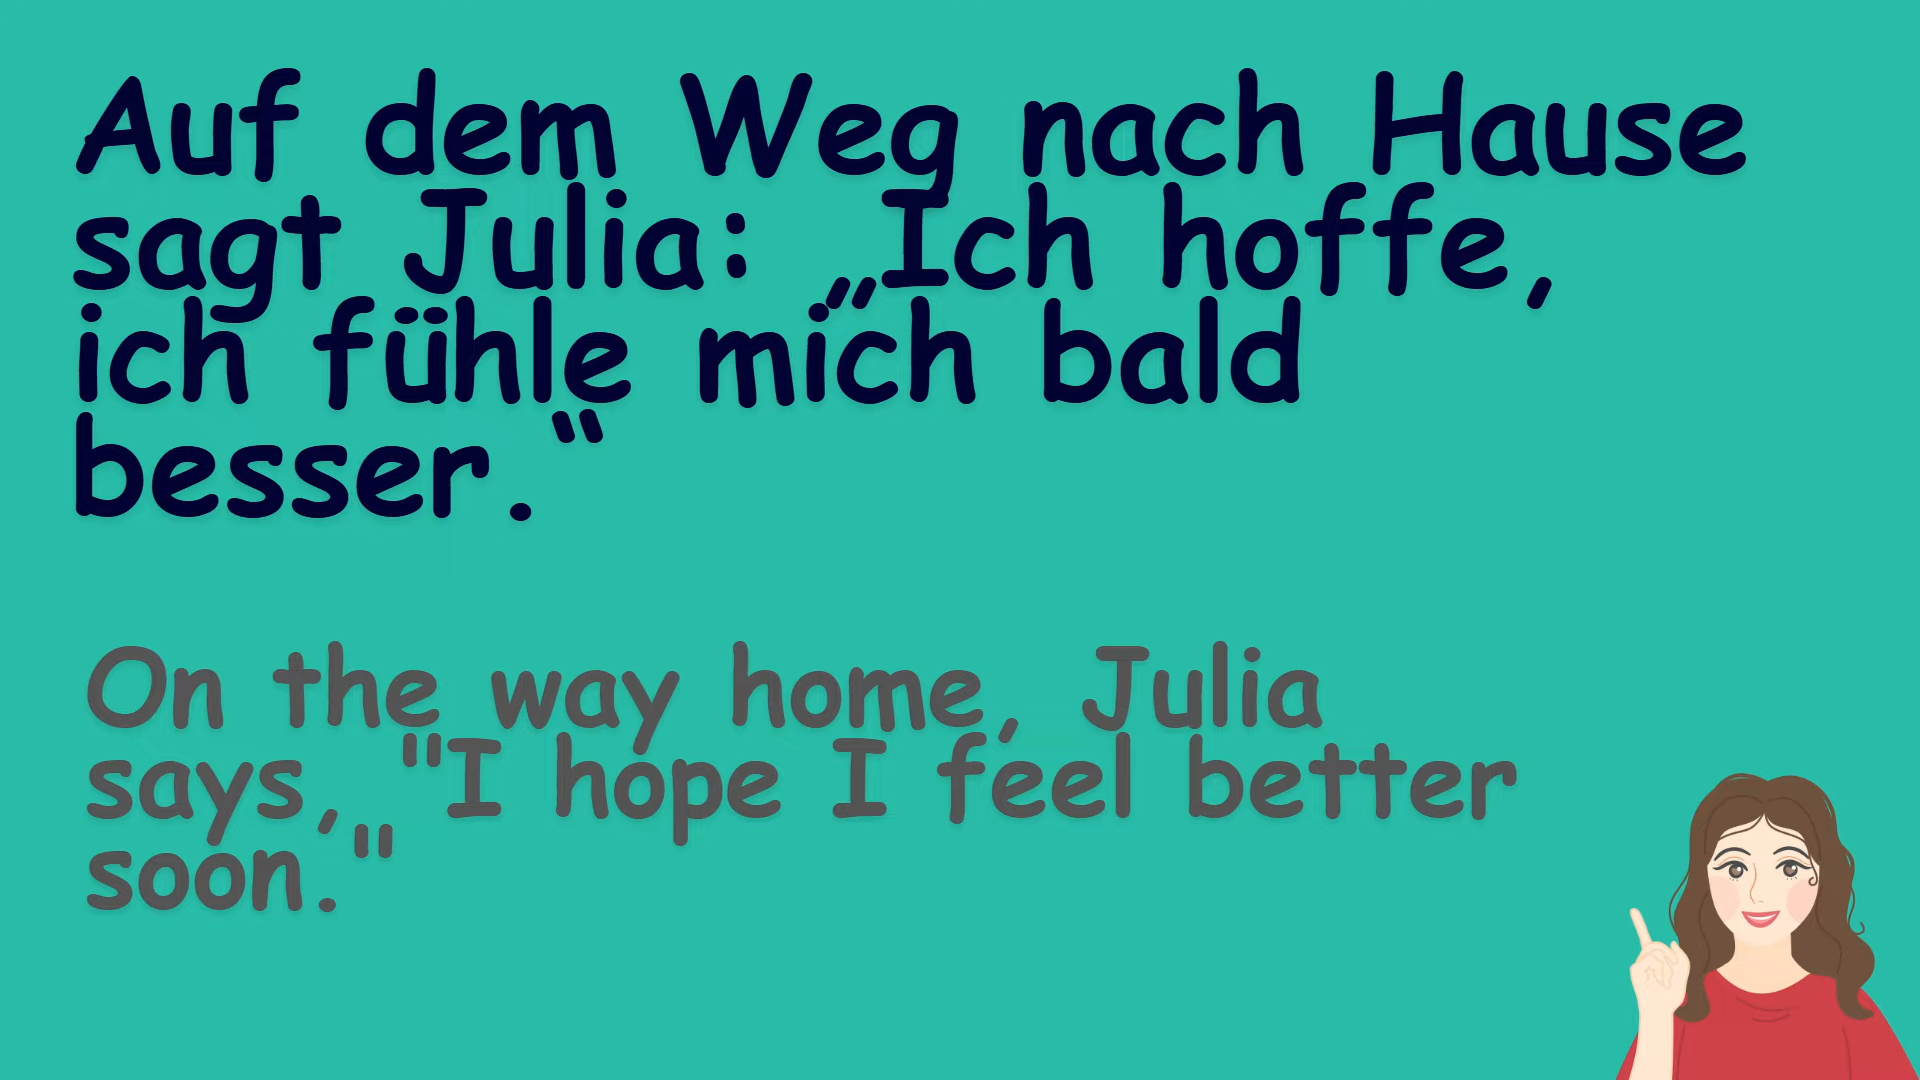 Auf dem Weg nach Hause
sagt Julia: „Ich hoffe,
ich fühle mich bald
besser.“
On the way home, Julia
says, "I hope I feel better
soon."